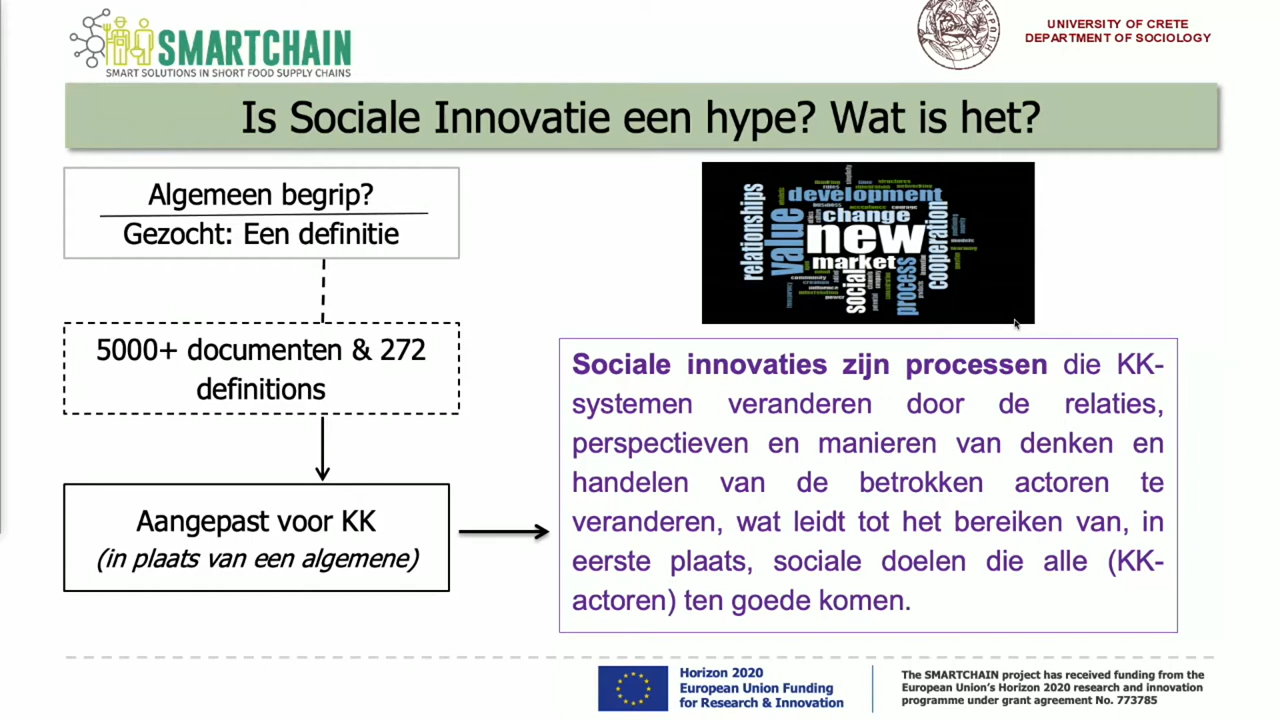 SMARTCHAIN
SMART SOLUTIONS IN SHORT FOOD SUPPLY CHAINS
UNIVERSITY OF CRETE
DEPARTMENT OF SOCIOLOGY
Is Sociale Innovatie een hype? Wat is het?
Algemeen begrip?
Gezocht: Een definitie
5000+ documenten & 272
definitions
Aangepast voor KK
(in plaats van een algemene)
relationships
development
value
change
new
market
social
process
cooperation
community
power
influence
Sociale innovaties zijn processen die KK-
systemen veranderen door de relaties,
perspectieven en manieren van denken en
handelen van de betrokken actoren te
veranderen, wat leidt tot het bereiken van, in
eerste plaats, sociale doelen die alle (KK-
actoren) ten goede komen.
Horizon 2020
European Union Funding
for Research & Innovation
The SMARTCHAIN project has received funding from the
European Union's Horizon 2020 research and innovation
programme under grant agreement No. 773785